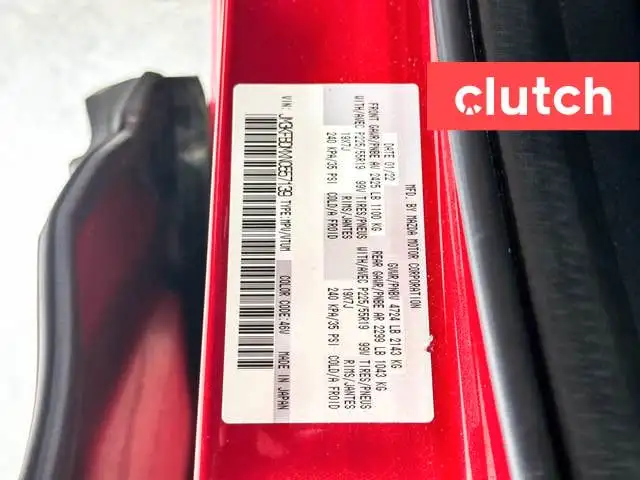 clutch
MFD. BY MAZDA MOTOR CORPORATION
DATE 01/22 GVWR/PNBV 4724 LB 2143 KG
FRONT GAWR/PNBE AV 2425 LB 1100 KG REAR GAWR/PNBE AR 2299 LB 1043 KG
WITH/AVEC P225/55R19 99V TIRES/PNEUS WITH/AVEC P225/55R19 99V TIRES/PNEUS
19X7J RIMS/JANTES 19X7J RIMS/JANTES
240 KPA/35 PSI COLD/A FROID 240 KPA/35 PSI COLD/A FROID
VIN: TYPE:MPV/VTUM COLOR CODE:46V MADE IN JAPAN